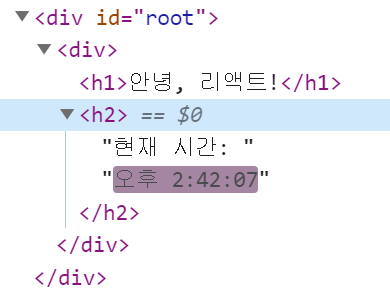 <div id="root">
<div>
<h1>안녕, 리액트!</h1>
<h2> == $0
"현재 시간: "
"오후 2:42:07"
</h2>
</div>
</div>